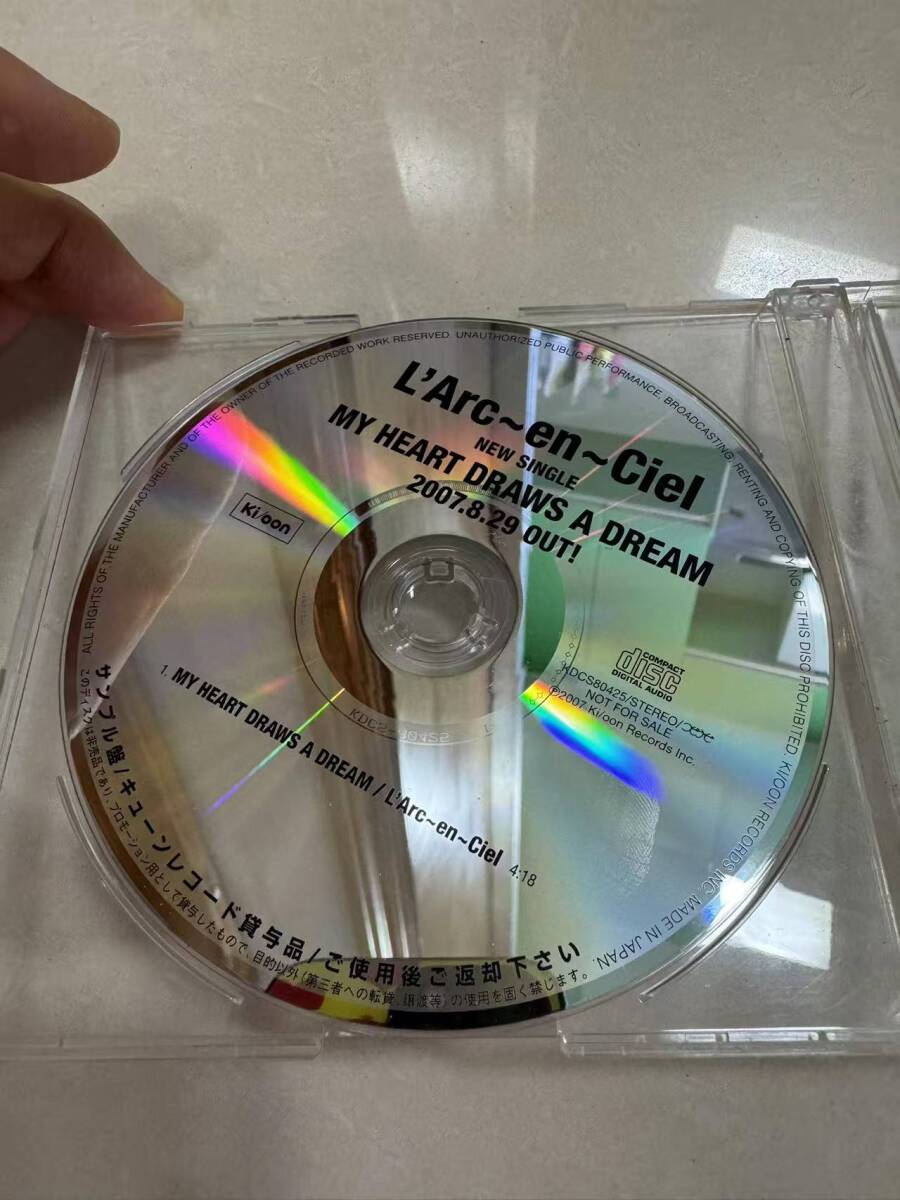 L'Arc~en~Ciel
NEW SINGLE
MY HEART DRAWS A DREAM
2007.8.29 OUT!
Ki/oon
COMPACT
disc
DIGITAL AUDIO
KDCS80425/STEREO/
NOT FOR SALE
℗2007 Ki/oon Records Inc.
1. MY HEART DRAWS A DREAM / L'Arc~en~Ciel 4:18
サンプル盤/キューンレコード貸与品/ご使用後ご返却下さい
このディスクは非売品であり、プロモーション用として貸与したもので、目的以外(第三者への転貸、譲渡等)の使用を固く禁じます。
ALL RIGHTS OF THE MANUFACTURER AND OF THE OWNER OF THE RECORDED WORK RESERVED. UNAUTHORIZED PUBLIC PERFORMANCE, BROADCASTING, RENTING AND COPYING OF THIS DISC PROHIBITED. KI/OON RECORDS INC. MADE IN JAPAN.